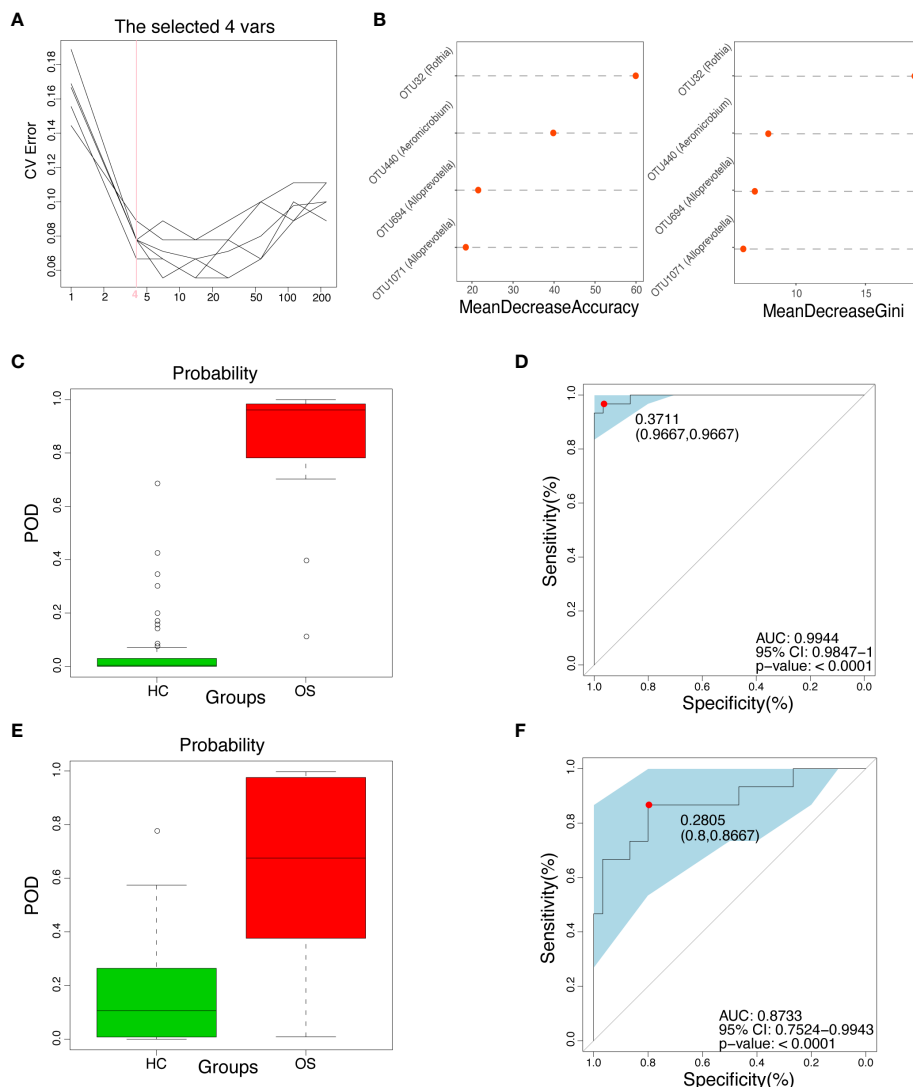 A
The selected 4 vars
CV Error
0.18
0.16
0.14
0.12
0.10
0.08
0.06
1 2 4 5 10 20 50 100 200
B
OTU32 (Rothia)
OTU440 (Aeromicrobium)
OTU694 (Alloprevotella)
OTU1071 (Alloprevotella)
20 30 40 50 60
MeanDecreaseAccuracy
OTU32 (Rothia)
OTU440 (Aeromicrobium)
OTU694 (Alloprevotella)
OTU1071 (Alloprevotella)
10 15
MeanDecreaseGini
C
Probability
POD
1.0
0.8
0.6
0.4
0.2
0.0
HC OS
Groups
D
Sensitivity(%)
1.0
0.8
0.6
0.4
0.2
0.0
0.3711
(0.9667,0.9667)
AUC: 0.9944
95% CI: 0.9847−1
p−value: < 0.0001
1.0 0.8 0.6 0.4 0.2 0.0
Specificity(%)
E
Probability
POD
1.0
0.8
0.6
0.4
0.2
0.0
HC OS
Groups
F
Sensitivity(%)
1.0
0.8
0.6
0.4
0.2
0.0
0.2805
(0.8,0.8667)
AUC: 0.8733
95% CI: 0.7524−0.9943
p−value: < 0.0001
1.0 0.8 0.6 0.4 0.2 0.0
Specificity(%)